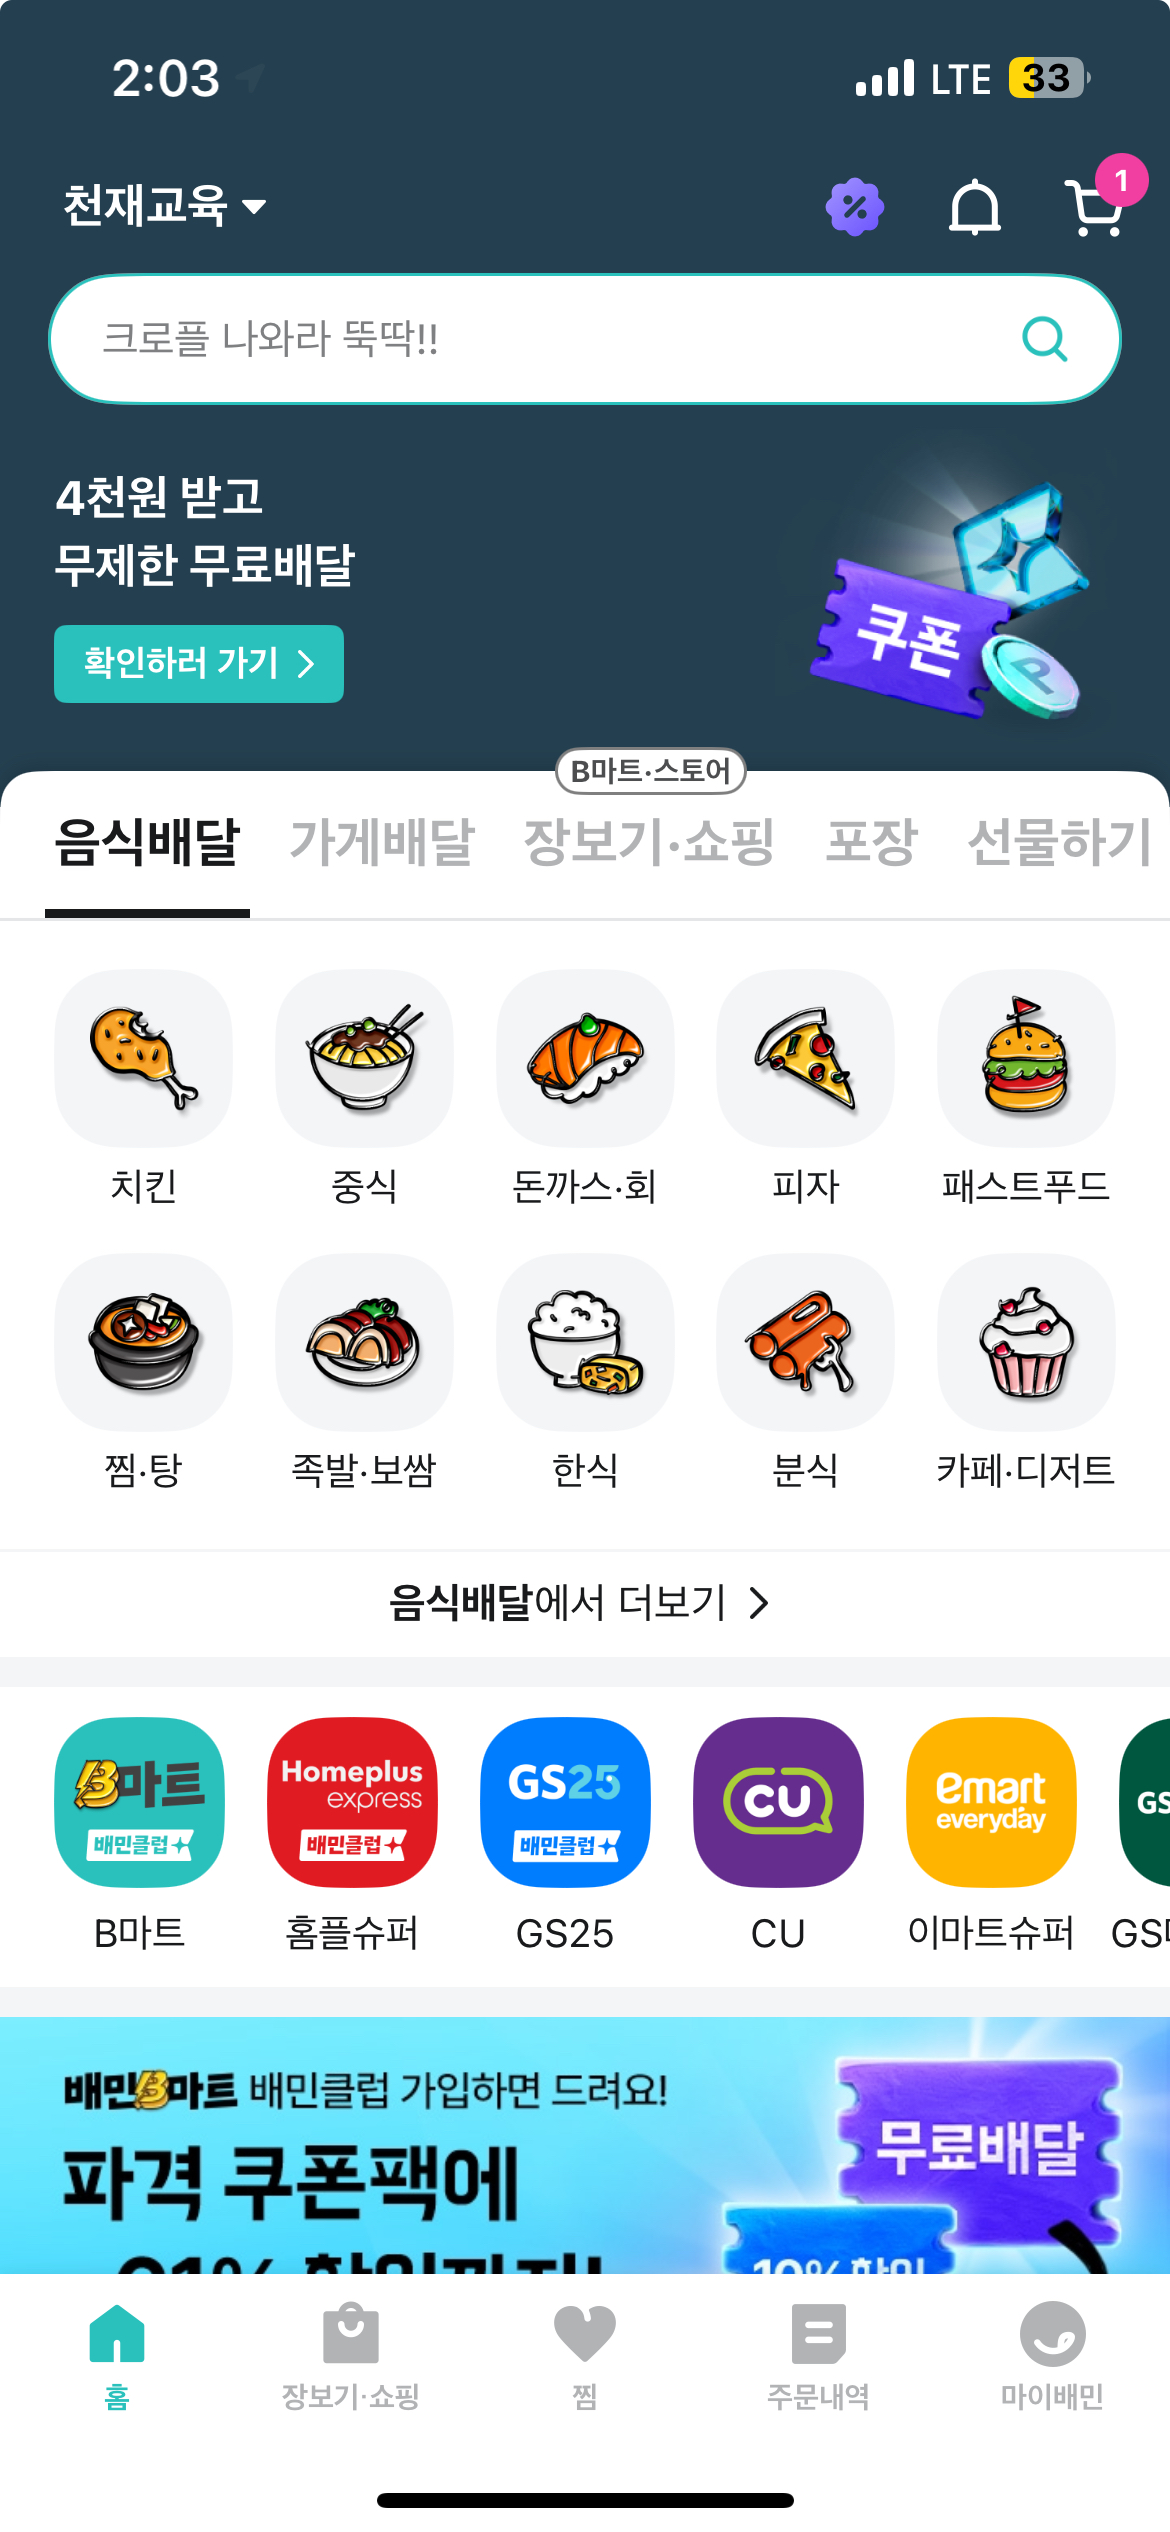 2:03
LTE 33
천재교육
1
크로플 나와라 뚝딱!!
4천원 받고
무제한 무료배달
확인하러 가기
쿠폰
P
B마트·스토어
음식배달 가게배달 장보기·쇼핑 포장 선물하기
치킨 중식 돈까스·회 피자 패스트푸드
찜·탕 족발·보쌈 한식 분식 카페·디저트
음식배달에서 더보기
B마트
배민클럽
Homeplus
express
배민클럽
GS25
배민클럽
CU
emart
everyday
GS
B마트 홈플슈퍼 GS25 CU 이마트슈퍼 GS
배민B마트 배민클럽 가입하면 드려요!
파격 쿠폰팩에
무료배달
10% 할인
홈 장보기·쇼핑 찜 주문내역 마이배민